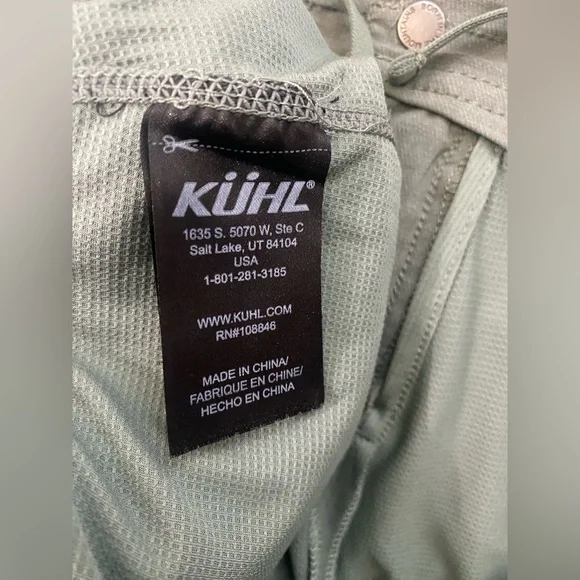 KÜHL®
1635 S. 5070 W, Ste C
Salt Lake, UT 84104
USA
1-801-281-3185
WWW.KUHL.COM
RN#108846
MADE IN CHINA/
FABRIQUE EN CHINE/
HECHO EN CHINA